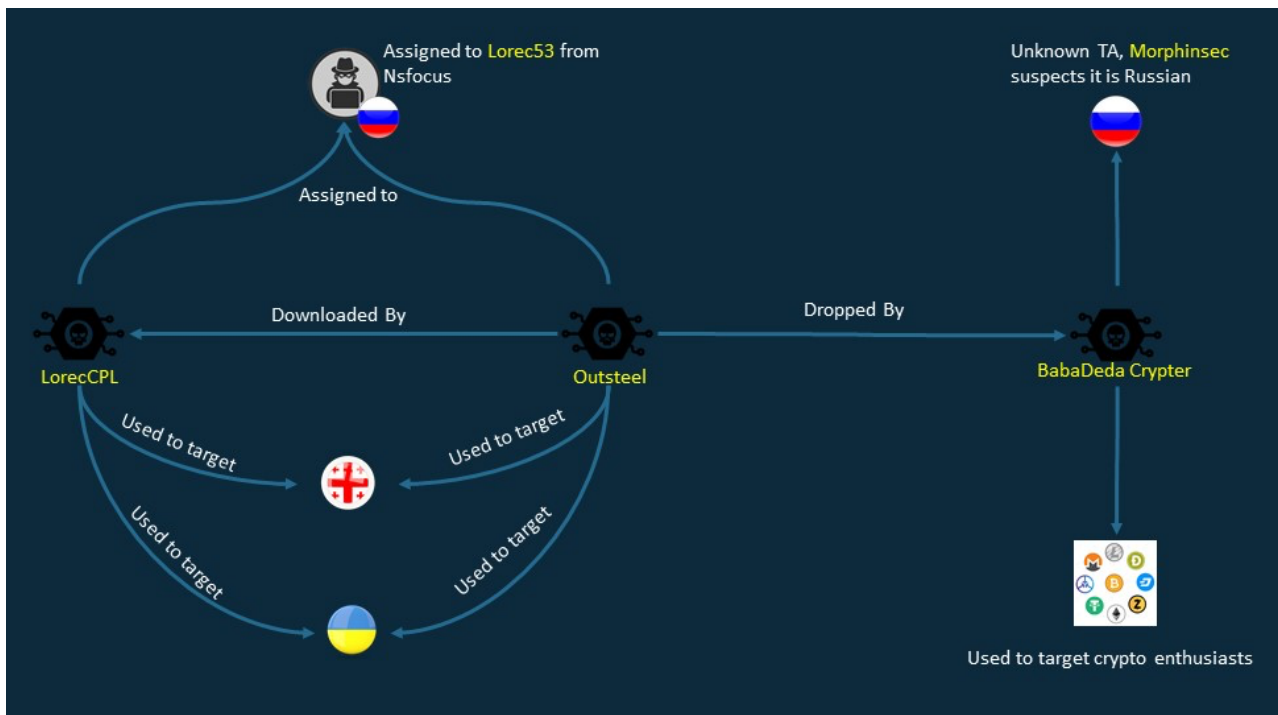 Assigned to Lorec53 from
Nsfocus
Unknown TA, Morphinsec
suspects it is Russian
Assigned to
Downloaded By
Dropped By
LorecCPL
Outsteel
BabaDeda Crypter
Used to target
Used to target
Used to target
Used to target
Used to target crypto enthusiasts